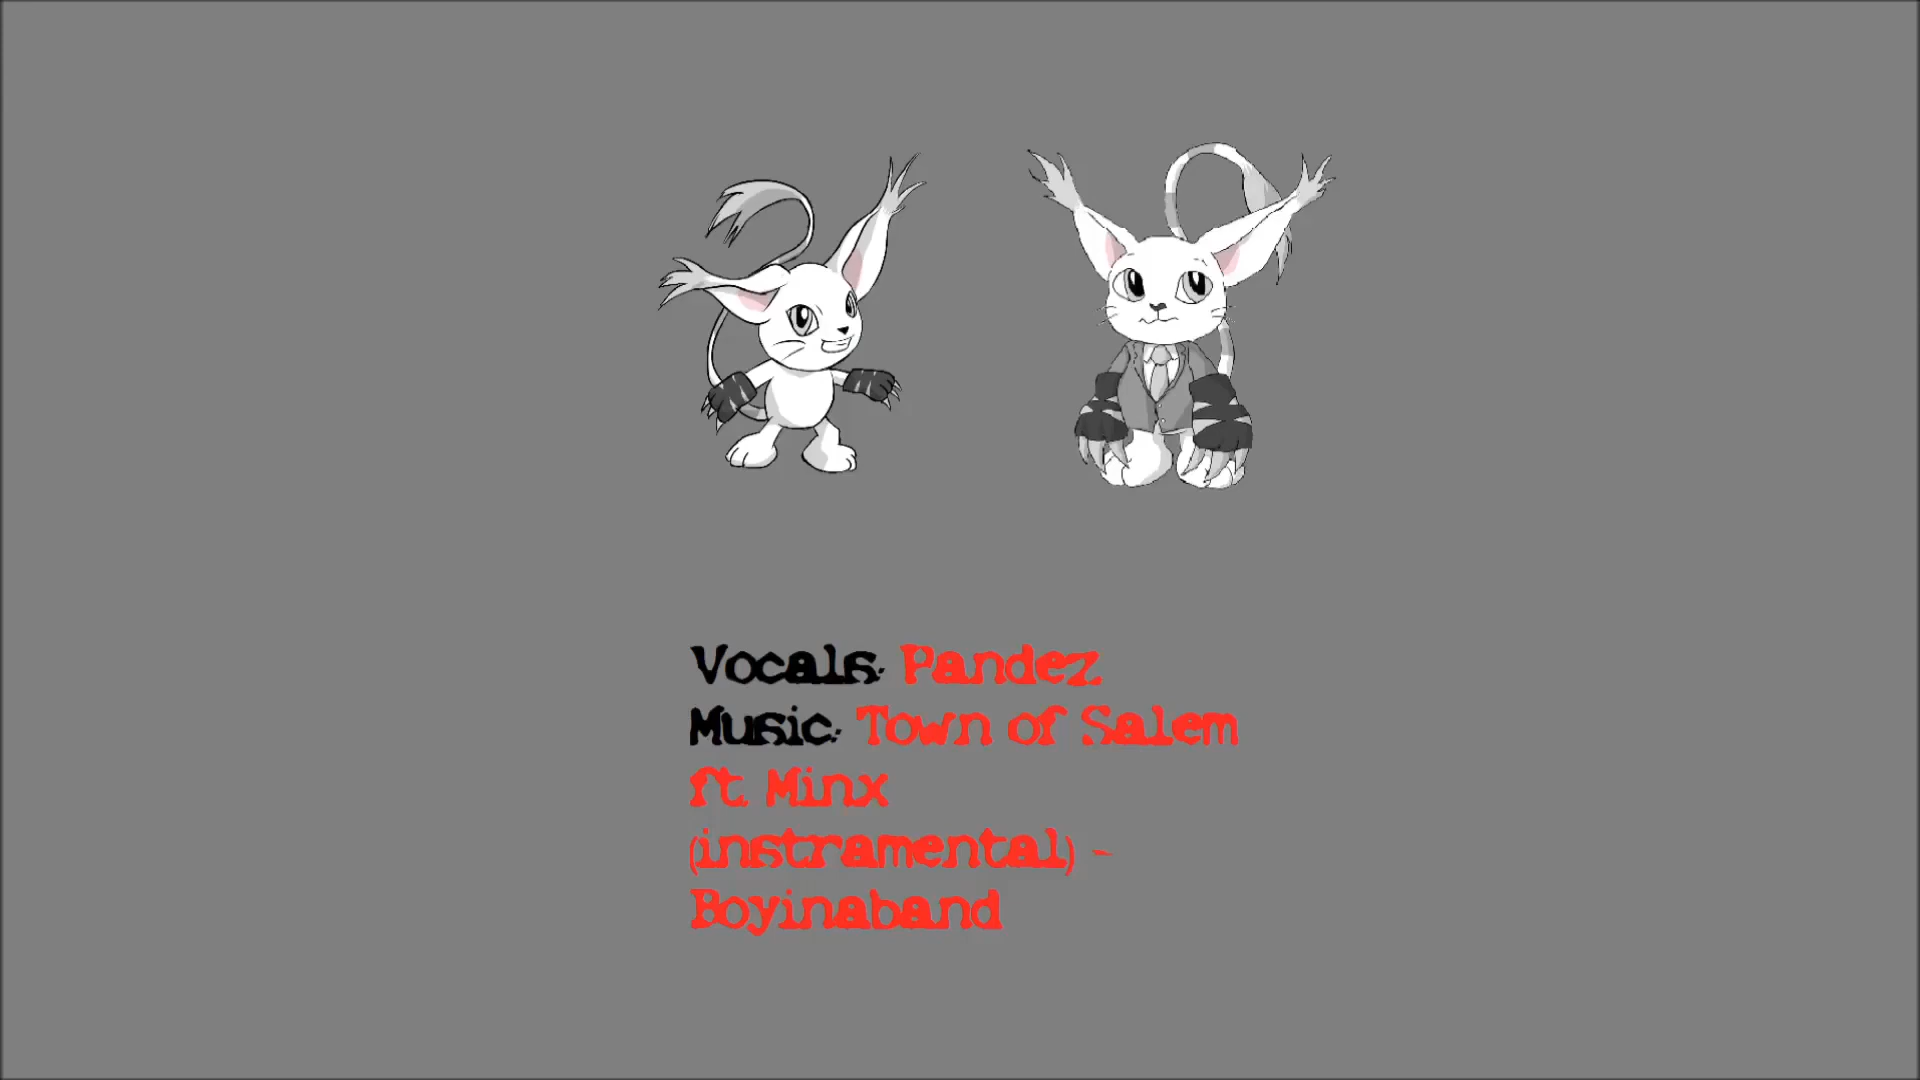 Vocals: Pandez
Music: Town of Salem
ft Minx
(instramental) -
Boyinaband